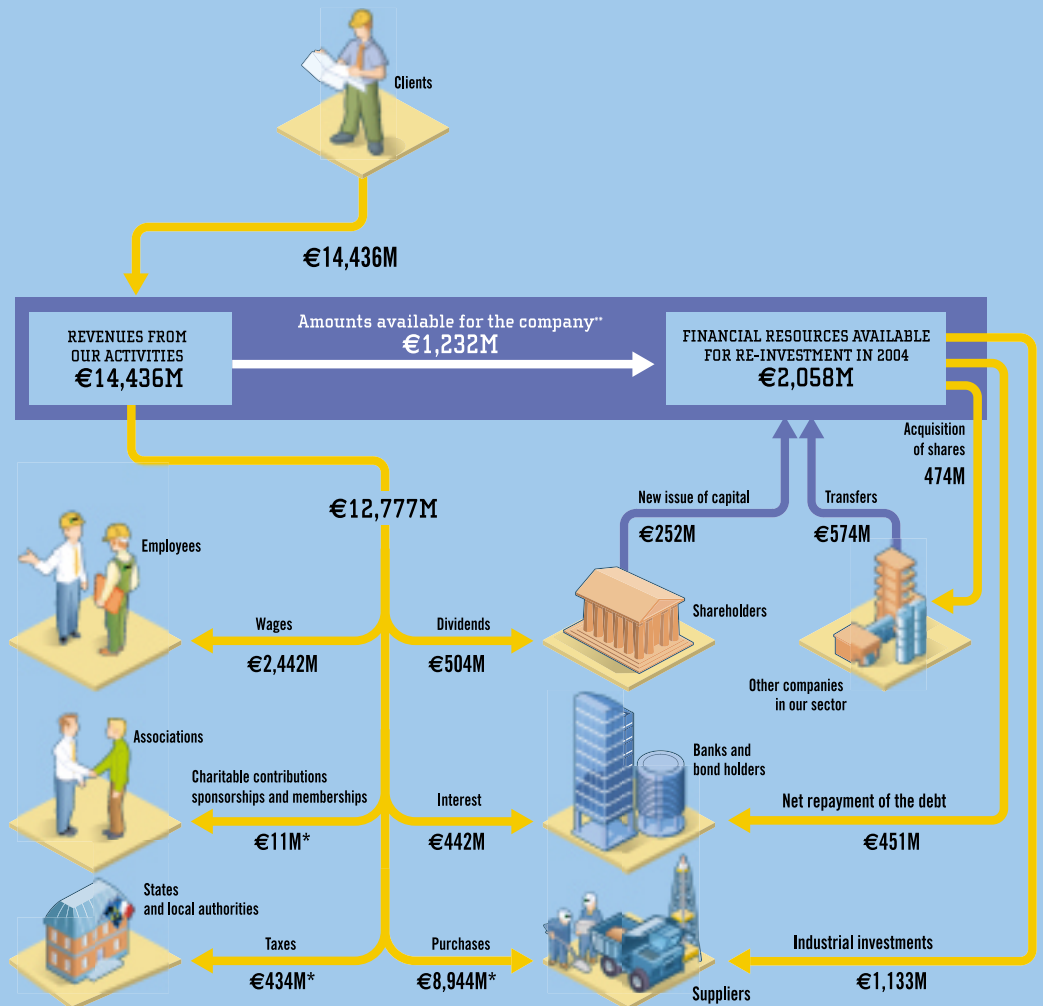 Clients
€14,436M
REVENUES FROM
OUR ACTIVITIES
€14,436M
Amounts available for the company**
€1,232M
FINANCIAL RESOURCES AVAILABLE
FOR RE-INVESTMENT IN 2004
€2,058M
Acquisition
of shares
474M
€12,777M
New issue of capital
€252M
Transfers
€574M
Employees
Wages
€2,442M
Dividends
€504M
Shareholders
Other companies
in our sector
Associations
Charitable contributions
sponsorships and memberships
€11M*
Interest
€442M
Banks and
bond holders
Net repayment of the debt
€451M
States
and local authorities
Taxes
€434M*
Purchases
€8,944M*
Suppliers
Industrial investments
€1,133M